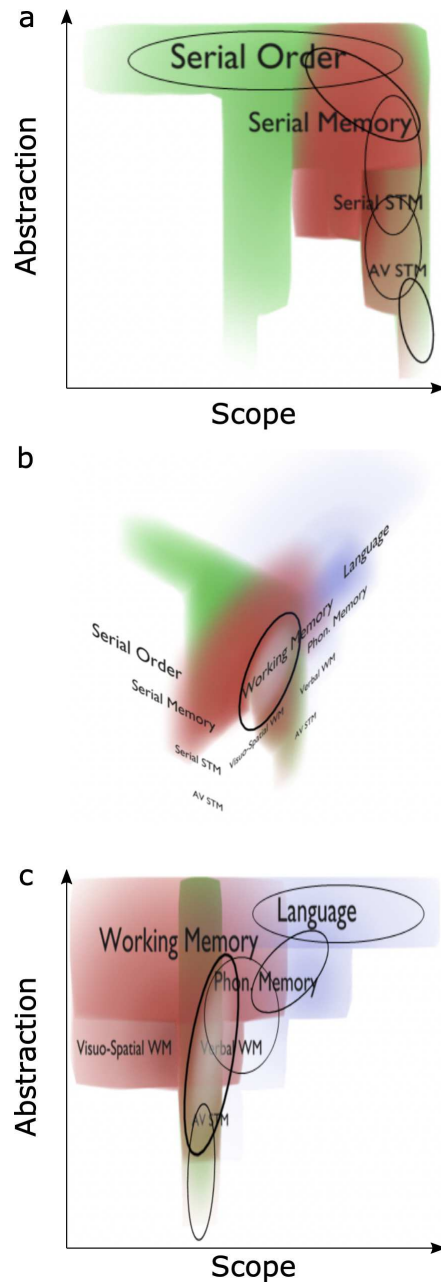 a
Abstraction
Serial Order
Serial Memory
Serial STM
AV STM
Scope
b
Language
Phon. Memory
Working Memory
Verbal WM
Visuo-Spatial WM
AV STM
Serial Order
Serial Memory
Serial STM
AV STM
c
Abstraction
Language
Working Memory
Phon. Memory
Visuo-Spatial WM
Verbal WM
AV STM
Scope